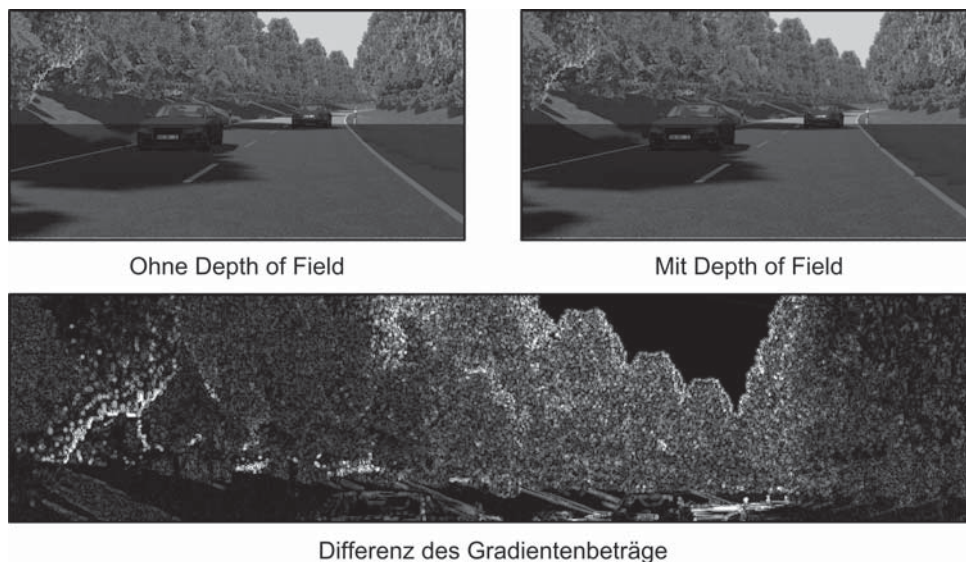 Ohne Depth of Field
Mit Depth of Field
Differenz des Gradientenbeträge